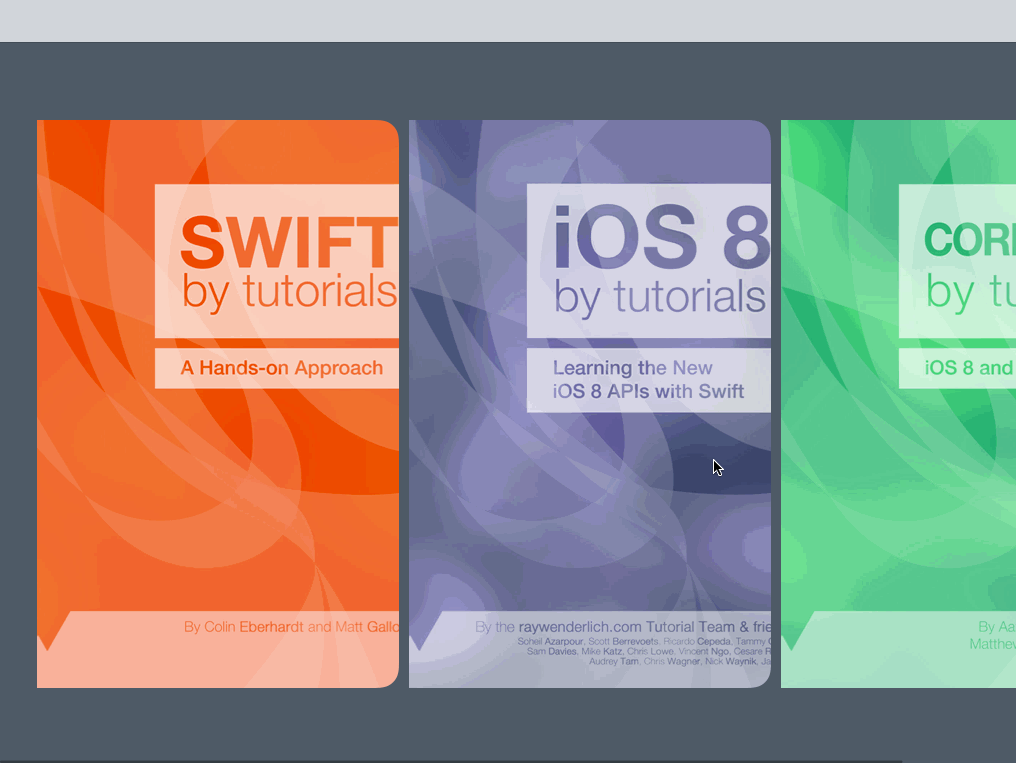 SWIFT
by tutorials
A Hands-on Approach
By Colin Eberhardt and Matt Gallo
iOS 8
by tutorials
Learning the New
iOS 8 APIs with Swift
By the raywenderlich.com Tutorial Team & frie
Soheil Azarpour, Scott Berrevoets, Ricardo Cepeda, Tammy
Sam Davies, Mike Katz, Chris Lowe, Vincent Ngo, Cesare R
Audrey Tam, Chris Wagner, Nick Waynik, Ja
COR
by tu
iOS 8 and
By Aa
Matthew